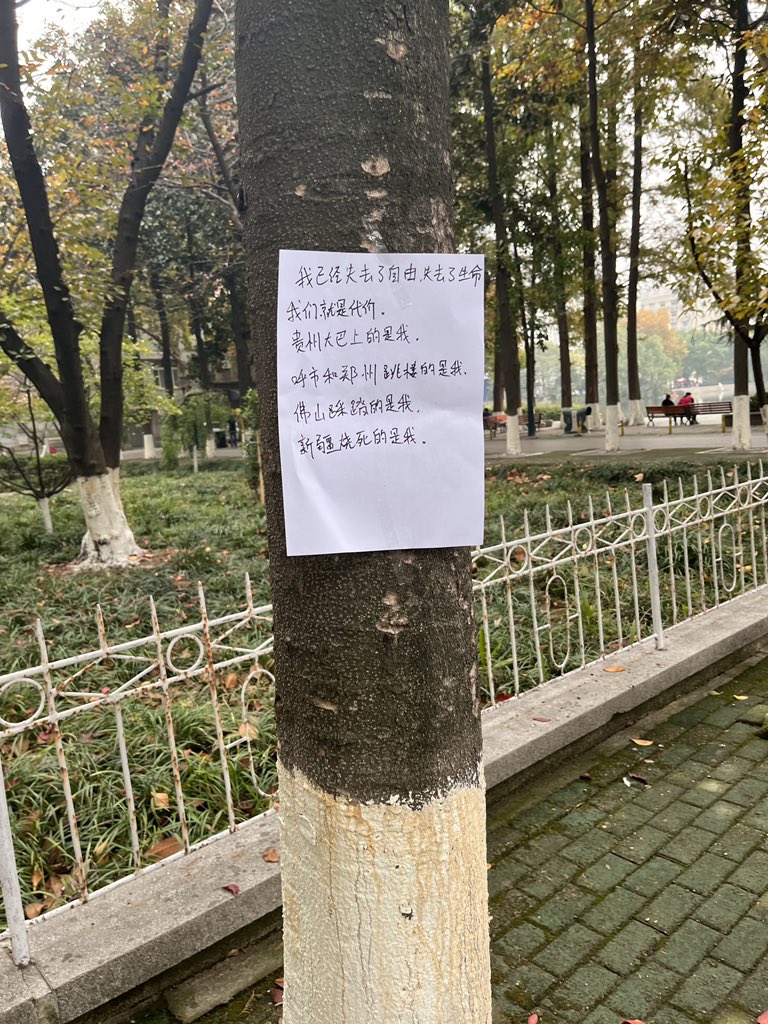 我已经失去了自由,失去了生命
我们就是代价.
贵州大巴上的是我.
呼市和郑州跳楼的是我.
佛山踩踏的是我.
新疆烧死的是我.